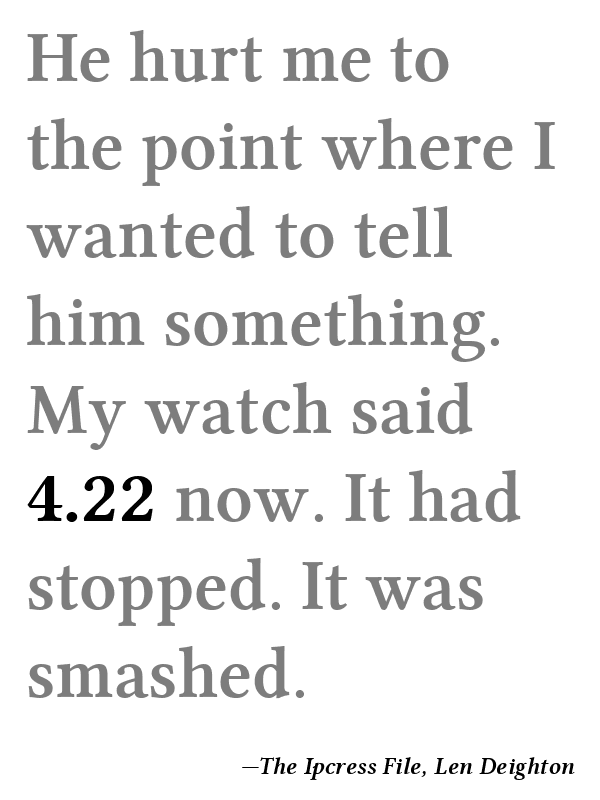 He hurt me to
the point where I
wanted to tell
him something.
My watch said
4.22 now. It had
stopped. It was
smashed.
—The Ipcress File, Len Deighton